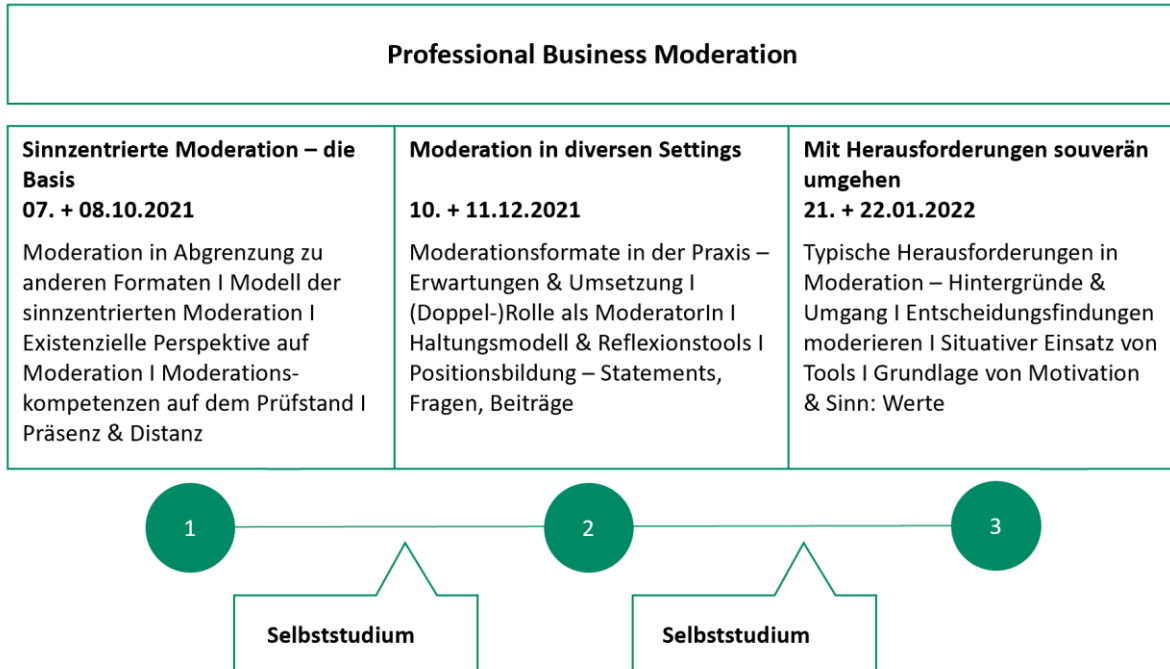 Professional Business Moderation
Sinnzentrierte Moderation – die
Basis
07. + 08.10.2021
Moderation in Abgrenzung zu
anderen Formaten I Modell der
sinnzentrierten Moderation I
Existenzielle Perspektive auf
Moderation I Moderations-
kompetenzen auf dem Prüfstand I
Präsenz & Distanz
Moderation in diversen Settings
10. + 11.12.2021
Moderationsformate in der Praxis –
Erwartungen & Umsetzung I
(Doppel-)Rolle als ModeratorIn I
Haltungsmodell & Reflexionstools I
Positionsbildung – Statements,
Fragen, Beiträge
Mit Herausforderungen souverän
umgehen
21. + 22.01.2022
Typische Herausforderungen in
Moderation – Hintergründe &
Umgang I Entscheidungsfindungen
moderieren I Situativer Einsatz von
Tools I Grundlage von Motivation
& Sinn: Werte
1
2
3
Selbststudium
Selbststudium